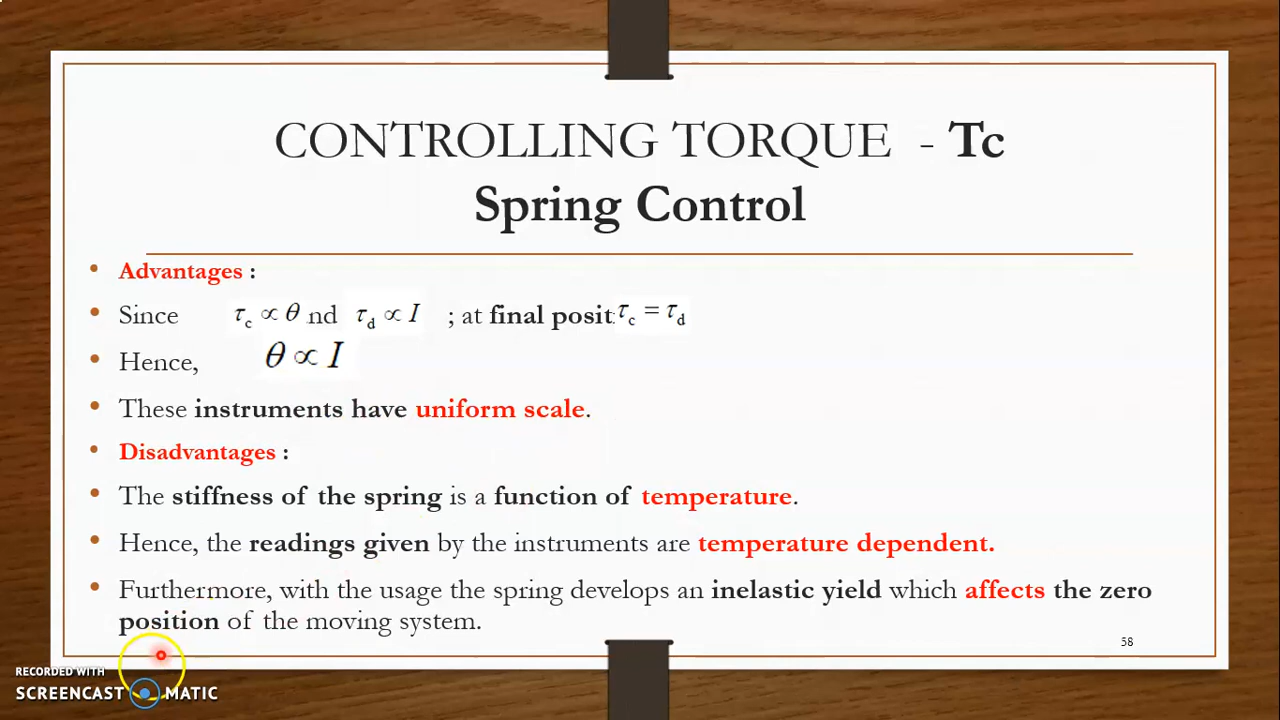 CONTROLLING TORQUE - Tc
Spring Control
• Advantages :
• Since τc ∝ θ nd τd ∝ I ; at final posit τc = τd
• Hence, θ ∝ I
• These instruments have uniform scale.
• Disadvantages :
• The stiffness of the spring is a function of temperature.
• Hence, the readings given by the instruments are temperature dependent.
• Furthermore, with the usage the spring develops an inelastic yield which affects the zero
position of the moving system.
58
RECORDED WITH
SCREENCAST MATIC